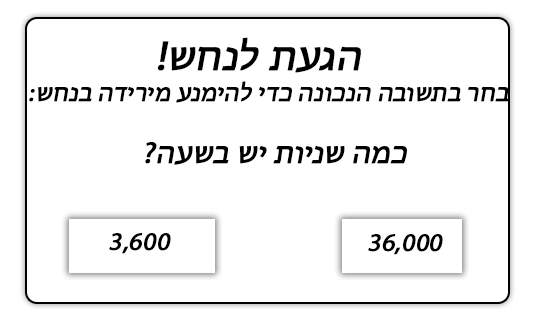 הגעת לנחש!
בחר בתשובה הנכונה כדי להימנע מירידה בנחש:
כמה שניות יש בשעה?
36,000
3,600